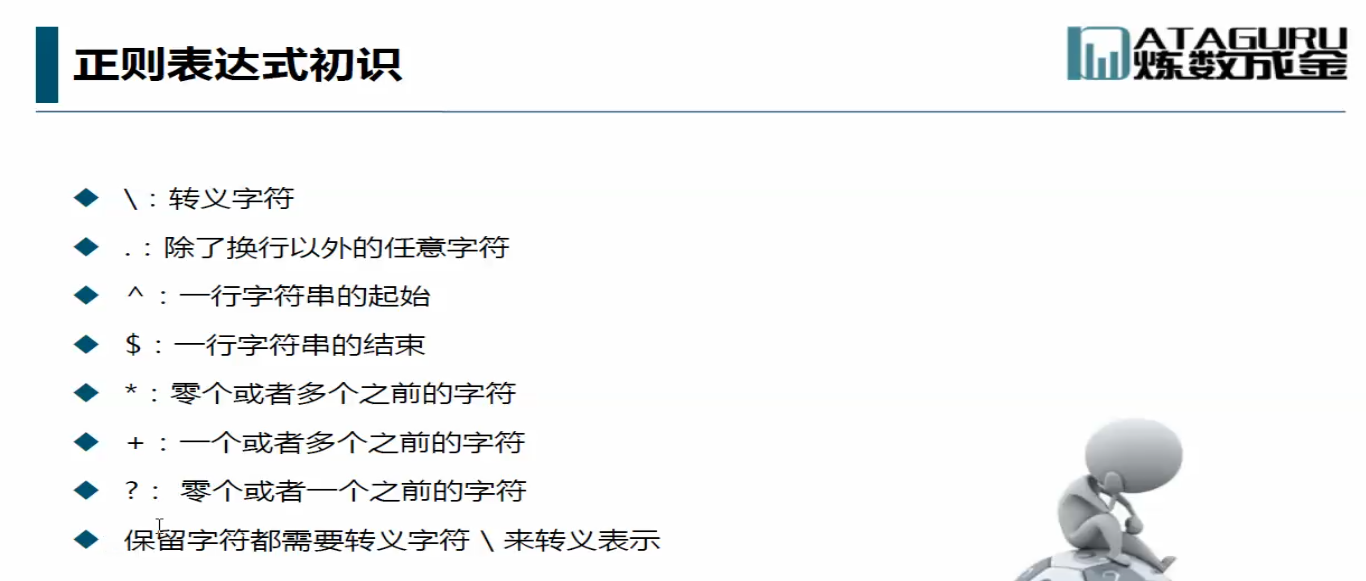 正则表达式初识
ATAGURU
炼数成金
\：转义字符
.：除了换行以外的任意字符
^：一行字符串的起始
$：一行字符串的结束
*：零个或者多个之前的字符
+：一个或者多个之前的字符
?： 零个或者一个之前的字符
保留字符都需要转义字符 \ 来转义表示